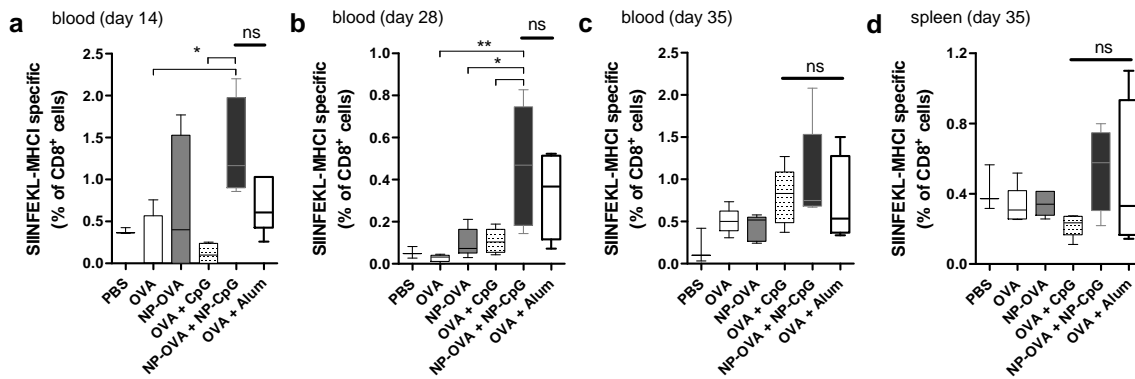 a blood (day 14)
SIINFEKL-MHCI specific
(% of CD8⁺ cells)
2.5
2.0
1.5
1.0
0.5
0.0
*
ns
PBS
OVA
NP-OVA
OVA + CpG
NP-OVA + NP-CpG
OVA + Alum
b blood (day 28)
SIINFEKL-MHCI specific
(% of CD8⁺ cells)
1.0
0.8
0.6
0.4
0.2
0.0
**
*
ns
PBS
OVA
NP-OVA
OVA + CpG
NP-OVA + NP-CpG
OVA + Alum
c blood (day 35)
SIINFEKL-MHCI specific
(% of CD8⁺ cells)
2.5
2.0
1.5
1.0
0.5
0.0
ns
PBS
OVA
NP-OVA
OVA + CpG
NP-OVA + NP-CpG
OVA + Alum
d spleen (day 35)
SIINFEKL-MHCI specific
(% of CD8⁺ cells)
1.2
0.8
0.4
0.0
ns
PBS
OVA
NP-OVA
OVA + CpG
NP-OVA + NP-CpG
OVA + Alum